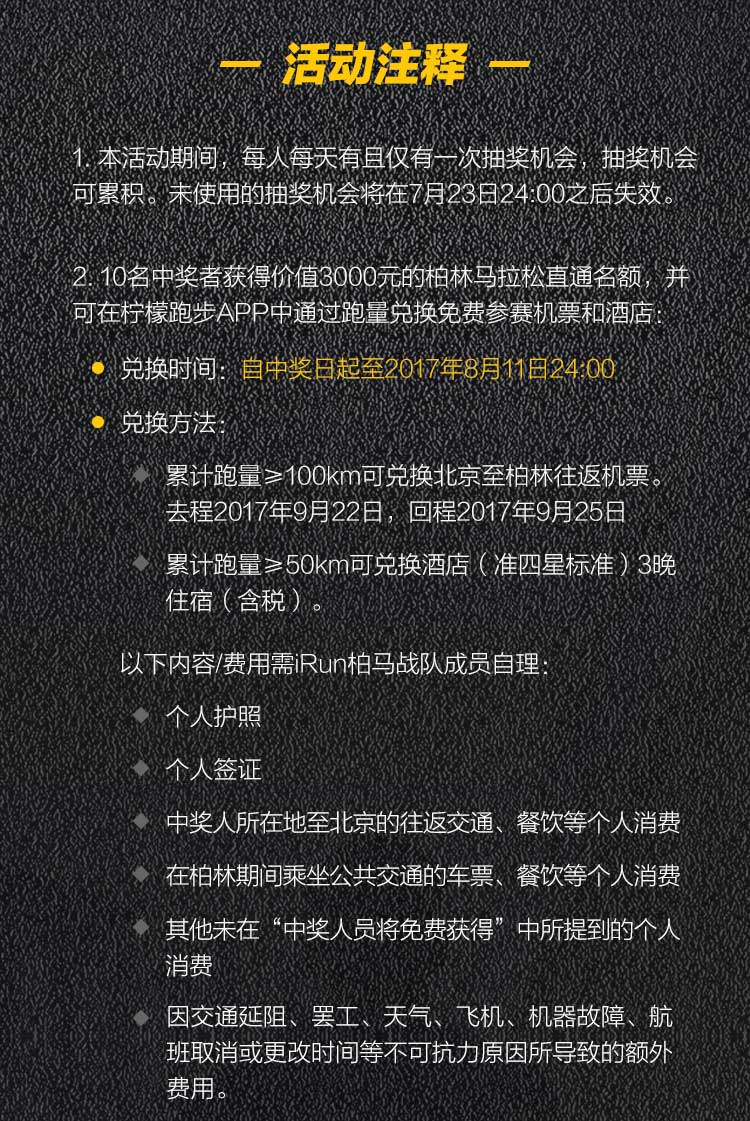 一 活动注释 一
1. 本活动期间，每人每天有且仅有一次抽奖机会，抽奖机会
可累积。未使用的抽奖机会将在7月23日24:00之后失效。
2. 10名中奖者获得价值3000元的柏林马拉松直通名额，并
可在柠檬跑步APP中通过跑量兑换免费参赛机票和酒店：
兑换时间：自中奖日起至2017年8月11日24:00
兑换方法：
累计跑量≥100km可兑换北京至柏林往返机票。
去程2017年9月22日，回程2017年9月25日
累计跑量≥50km可兑换酒店（准四星标准）3晚
住宿（含税）。
以下内容/费用需iRun柏马战队成员自理：
个人护照
个人签证
中奖人所在地至北京的往返交通、餐饮等个人消费
在柏林期间乘坐公共交通的车票、餐饮等个人消费
其他未在“中奖人员将免费获得”中所提到的个人
消费
因交通延阻、罢工、天气、飞机、机器故障、航
班取消或更改时间等不可抗力原因所导致的额外
费用。